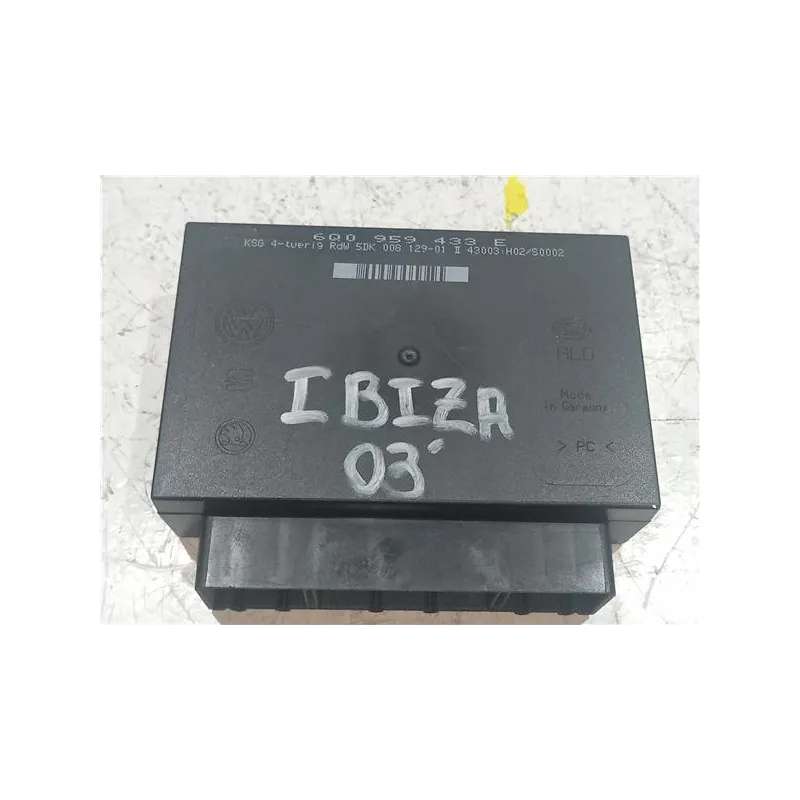 6Q0 959 433 E
KSG 4-tuerig RdW 5DK 008 129-01 II 43003:H02/S0002
BLD
Made
in Germany
> PC <
IBIZA
03'